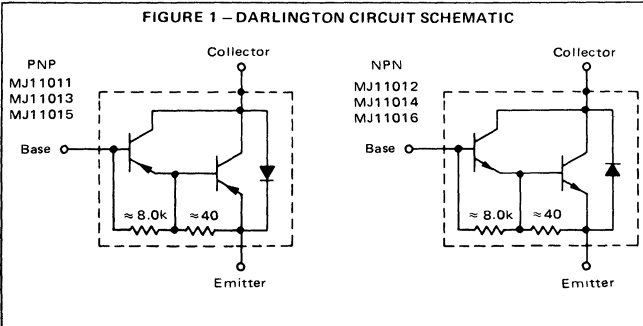 FIGURE 1 – DARLINGTON CIRCUIT SCHEMATIC
PNP
MJ11011
MJ11013
MJ11015
Collector
Base
≈ 8.0k
≈ 40
Emitter
NPN
MJ11012
MJ11014
MJ11016
Collector
Base
≈ 8.0k
≈ 40
Emitter